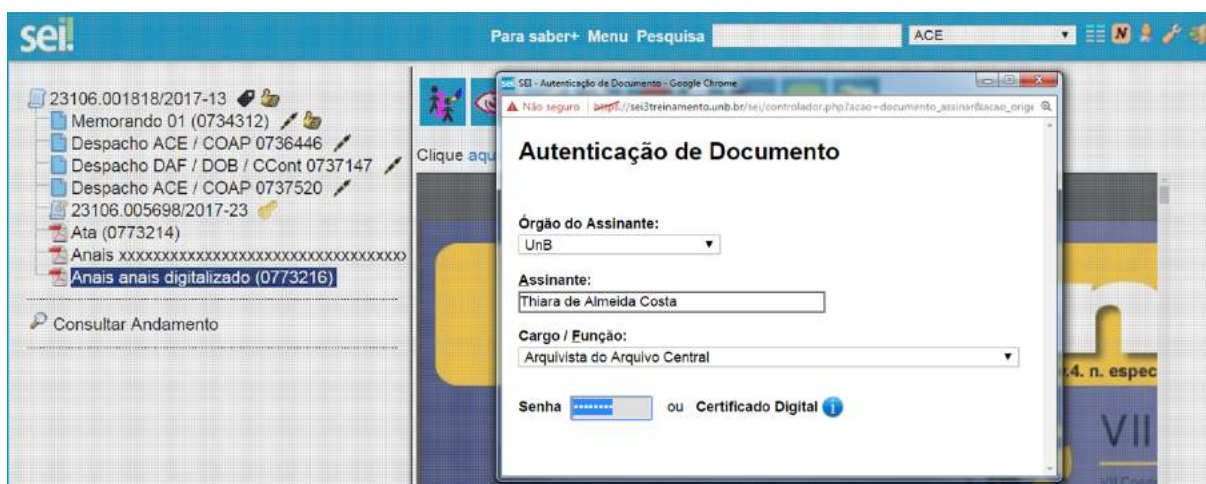 sei!
Para saber+ Menu Pesquisa
ACE
N
23106.001818/2017-13
Memorando 01 (0734312)
Despacho ACE / COAP 0736446
Despacho DAF / DOB / CCont 0737147
Despacho ACE / COAP 0737520
23106.005698/2017-23
Ata (0773214)
Anais xxxxxxxxxxxxxxxxxxxxxxxxxxxxxxxxxx
Anais anais digitalizado (0773216)
Consultar Andamento
Clique aqu
SEI - Autenticação de Documento - Google Chrome
Não seguro | https://sei3treinamento.unb.br/sei/controlador.php?acao=documento_assinar&acao_orige
Autenticação de Documento
Órgão do Assinante:
UnB
Assinante:
Thiara de Almeida Costa
Cargo / Função:
Arquivista do Arquivo Central
Senha •••••••• ou Certificado Digital i
.4. n. espec
VII